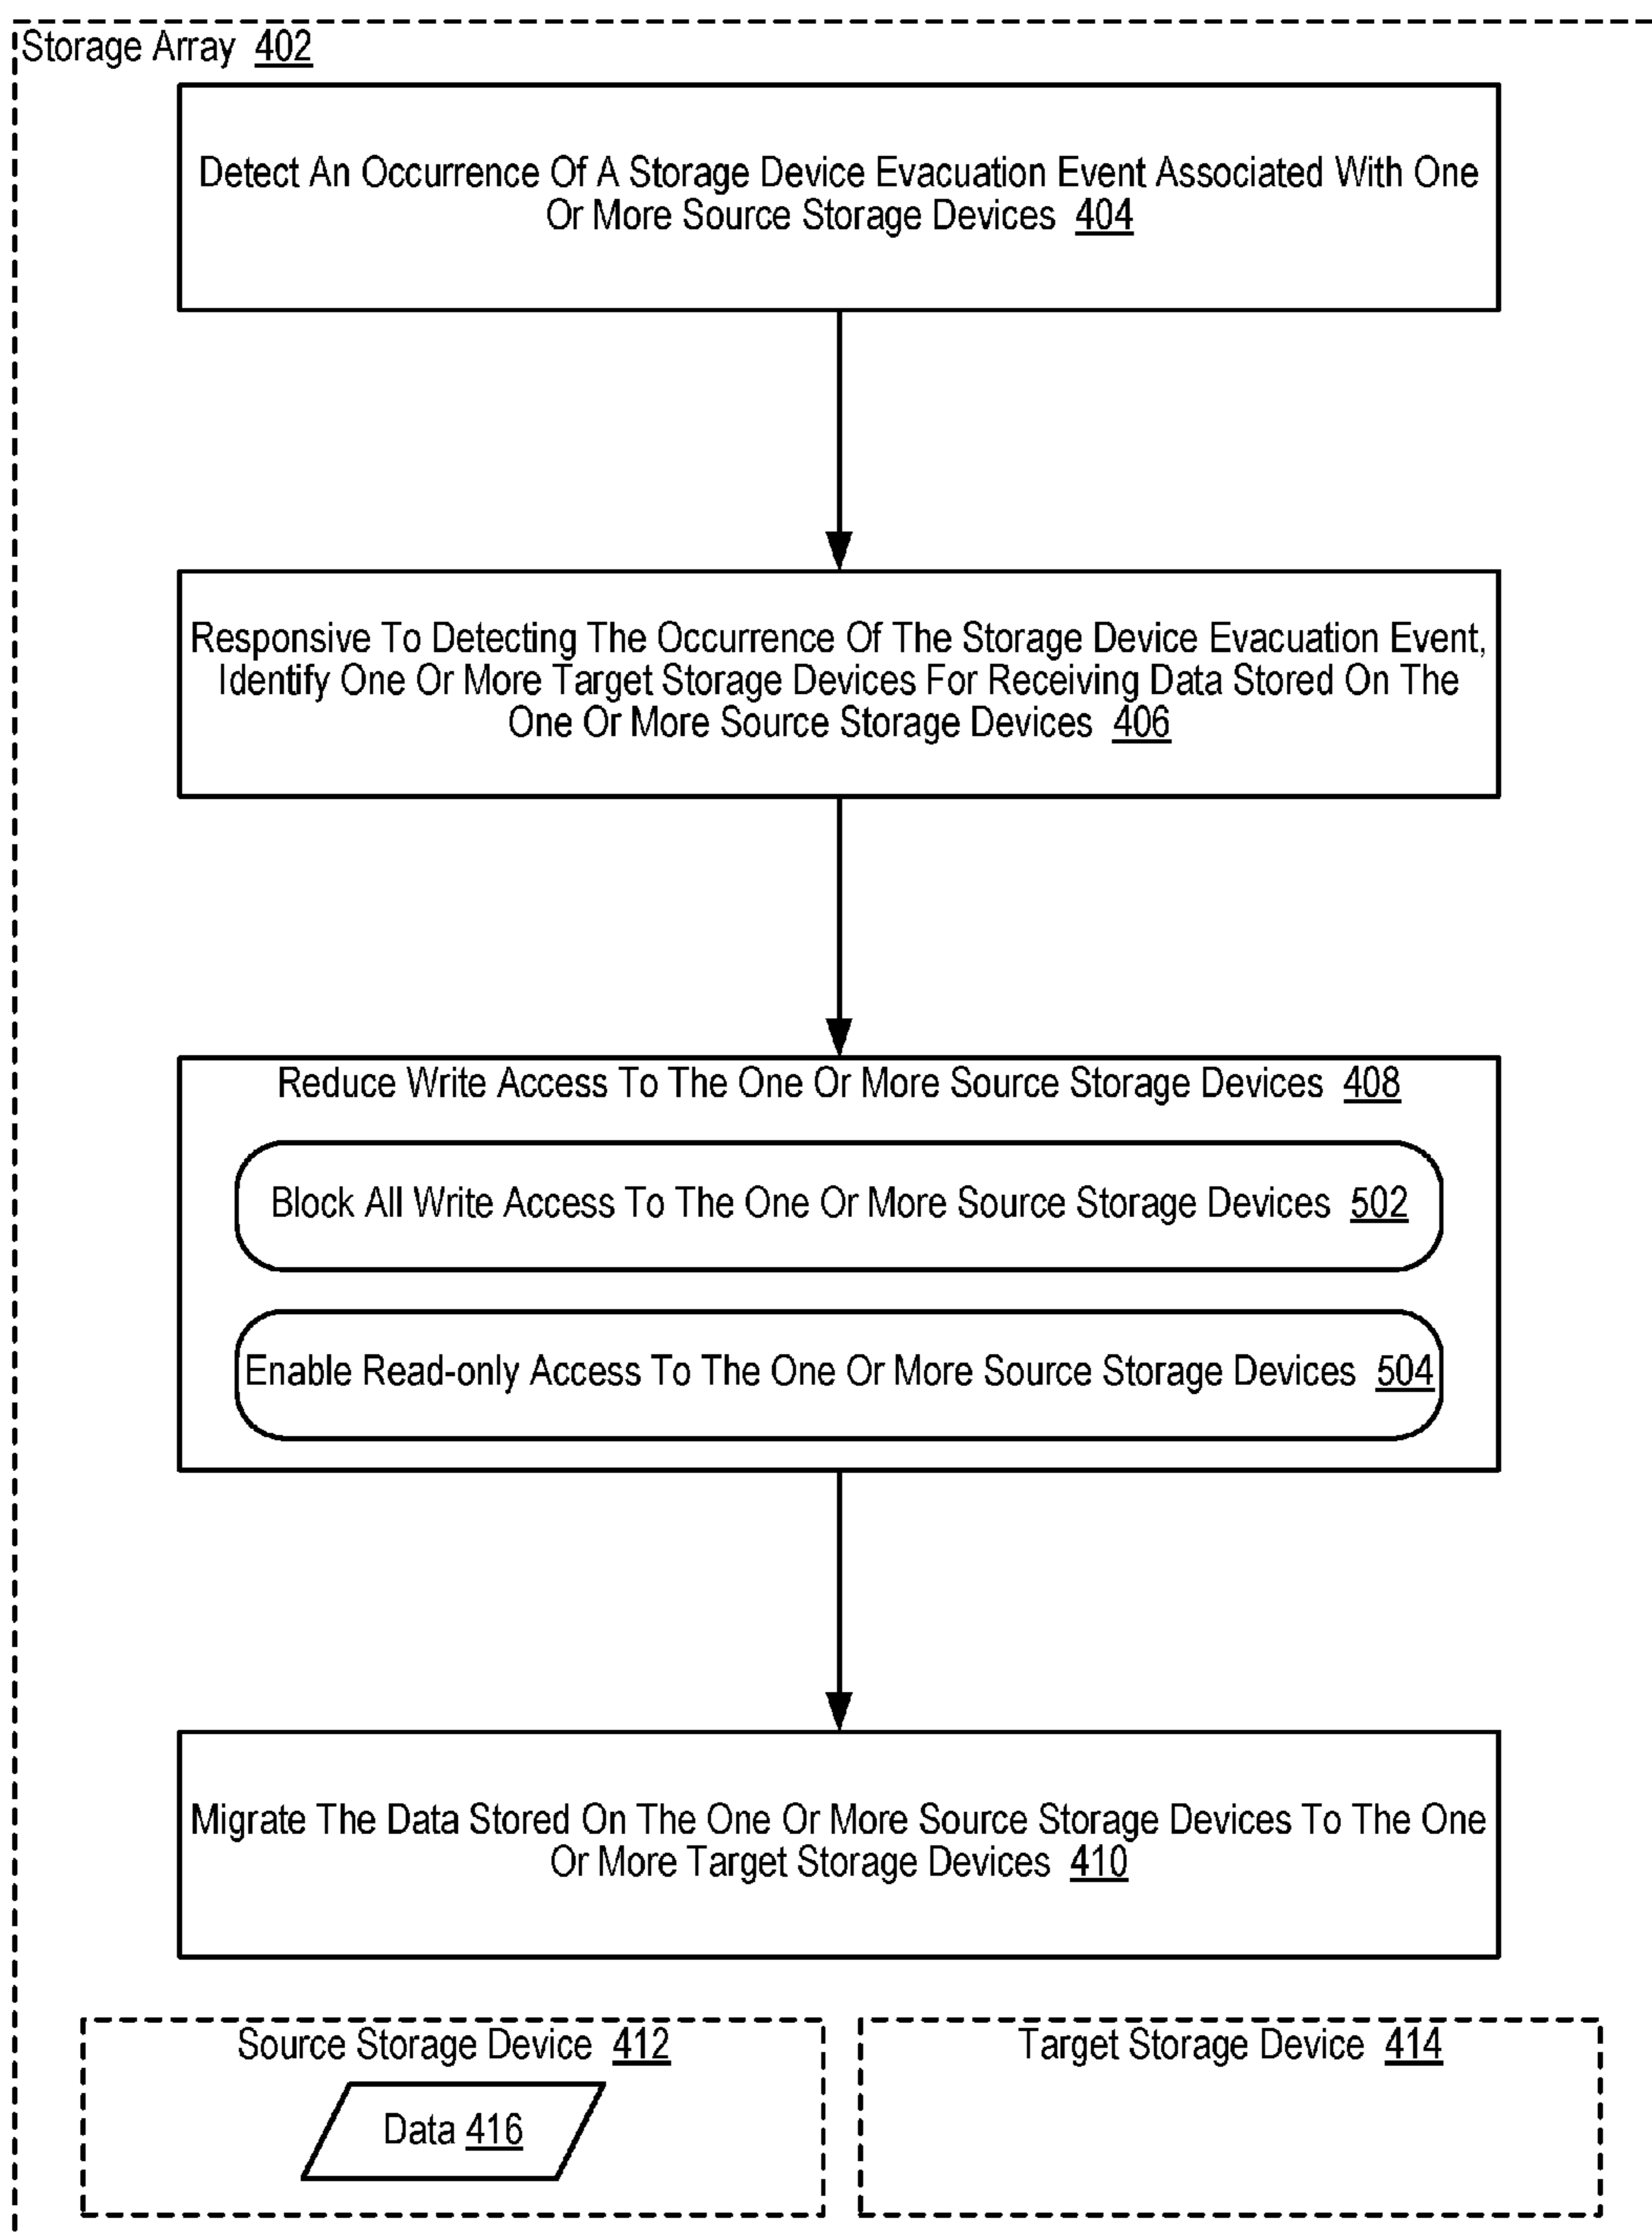 Storage Array 402
Detect An Occurrence Of A Storage Device Evacuation Event Associated With One
Or More Source Storage Devices 404
Responsive To Detecting The Occurrence Of The Storage Device Evacuation Event,
Identify One Or More Target Storage Devices For Receiving Data Stored On The
One Or More Source Storage Devices 406
Reduce Write Access To The One Or More Source Storage Devices 408
Block All Write Access To The One Or More Source Storage Devices 502
Enable Read-only Access To The One Or More Source Storage Devices 504
Migrate The Data Stored On The One Or More Source Storage Devices To The One
Or More Target Storage Devices 410
Source Storage Device 412
Data 416
Target Storage Device 414